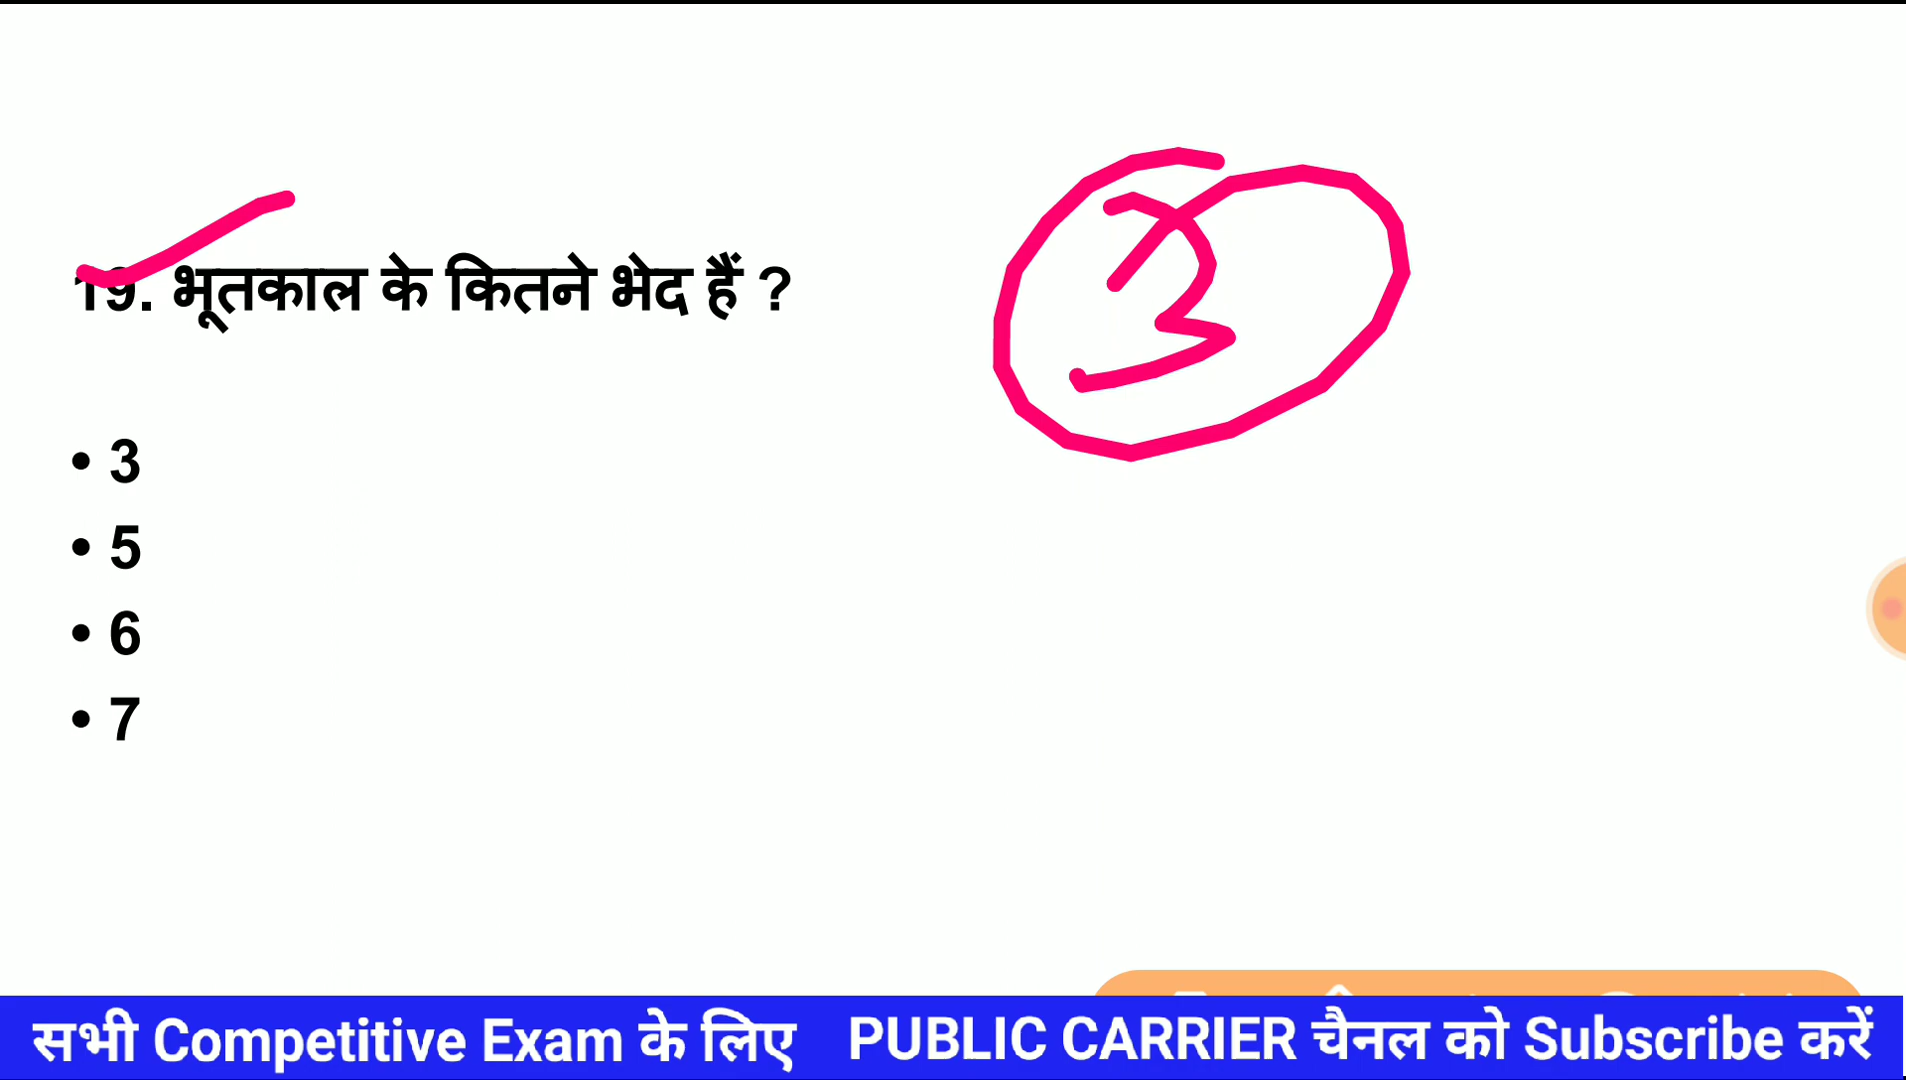 19. भूतकाल के कितने भेद हैं ?
3
• 3
• 5
• 6
• 7
सभी Competitive Exam के लिए PUBLIC CARRIER चैनल को Subscribe करें